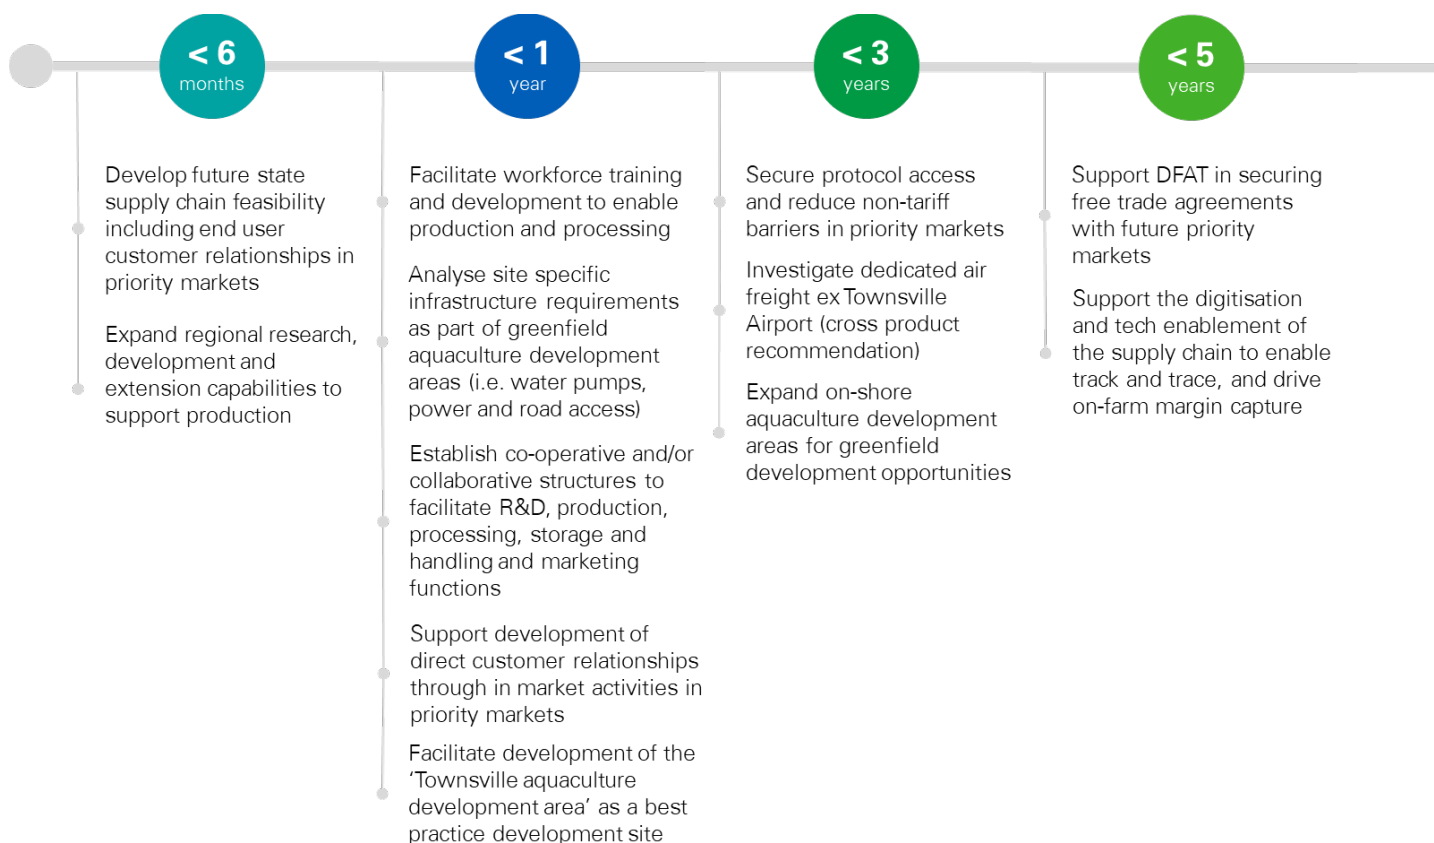 < 6
months
Develop future state
supply chain feasibility
including end user
customer relationships in
priority markets
Expand regional research,
development and
extension capabilities to
support production
< 1
year
Facilitate workforce training
and development to enable
production and processing
Analyse site specific
infrastructure requirements
as part of greenfield
aquaculture development
areas (i.e. water pumps,
power and road access)
Establish co-operative and/or
collaborative structures to
facilitate R&D, production,
processing, storage and
handling and marketing
functions
Support development of
direct customer relationships
through in market activities in
priority markets
Facilitate development of the
‘Townsville aquaculture
development area’ as a best
practice development site
< 3
years
Secure protocol access
and reduce non-tariff
barriers in priority markets
Investigate dedicated air
freight ex Townsville
Airport (cross product
recommendation)
Expand on-shore
aquaculture development
areas for greenfield
development opportunities
< 5
years
Support DFAT in securing
free trade agreements
with future priority
markets
Support the digitisation
and tech enablement of
the supply chain to enable
track and trace, and drive
on-farm margin capture